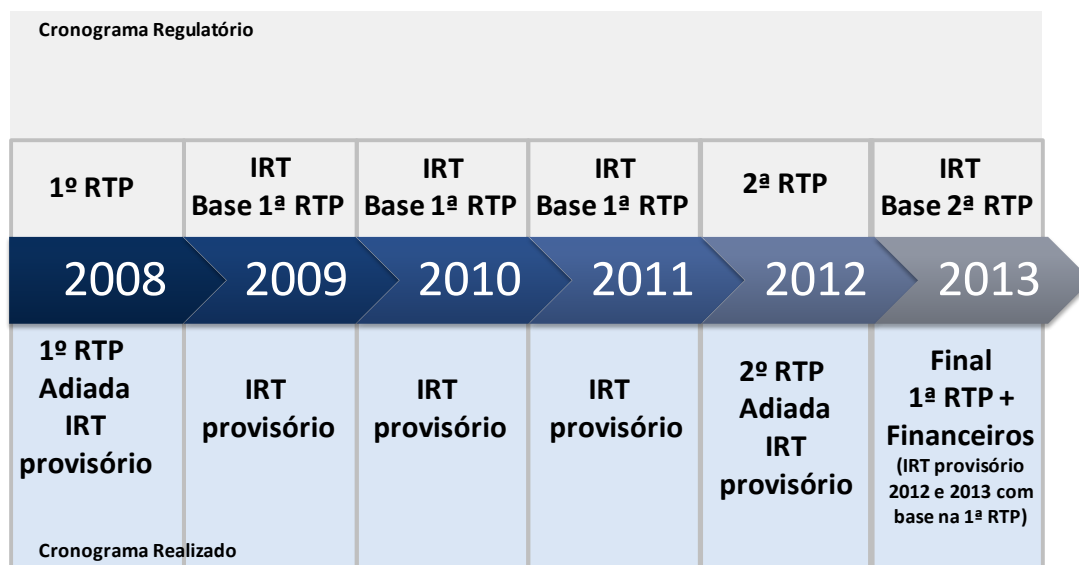 Cronograma Regulatório
1º RTP
IRT
Base 1ª RTP
IRT
Base 1ª RTP
IRT
Base 1ª RTP
2ª RTP
IRT
Base 2ª RTP
2008
2009
2010
2011
2012
2013
1º RTP
Adiada
IRT
provisório
IRT
provisório
IRT
provisório
IRT
provisório
2º RTP
Adiada
IRT
provisório
Final
1ª RTP +
Financeiros
(IRT provisório
2012 e 2013 com
base na 1ª RTP)
Cronograma Realizado